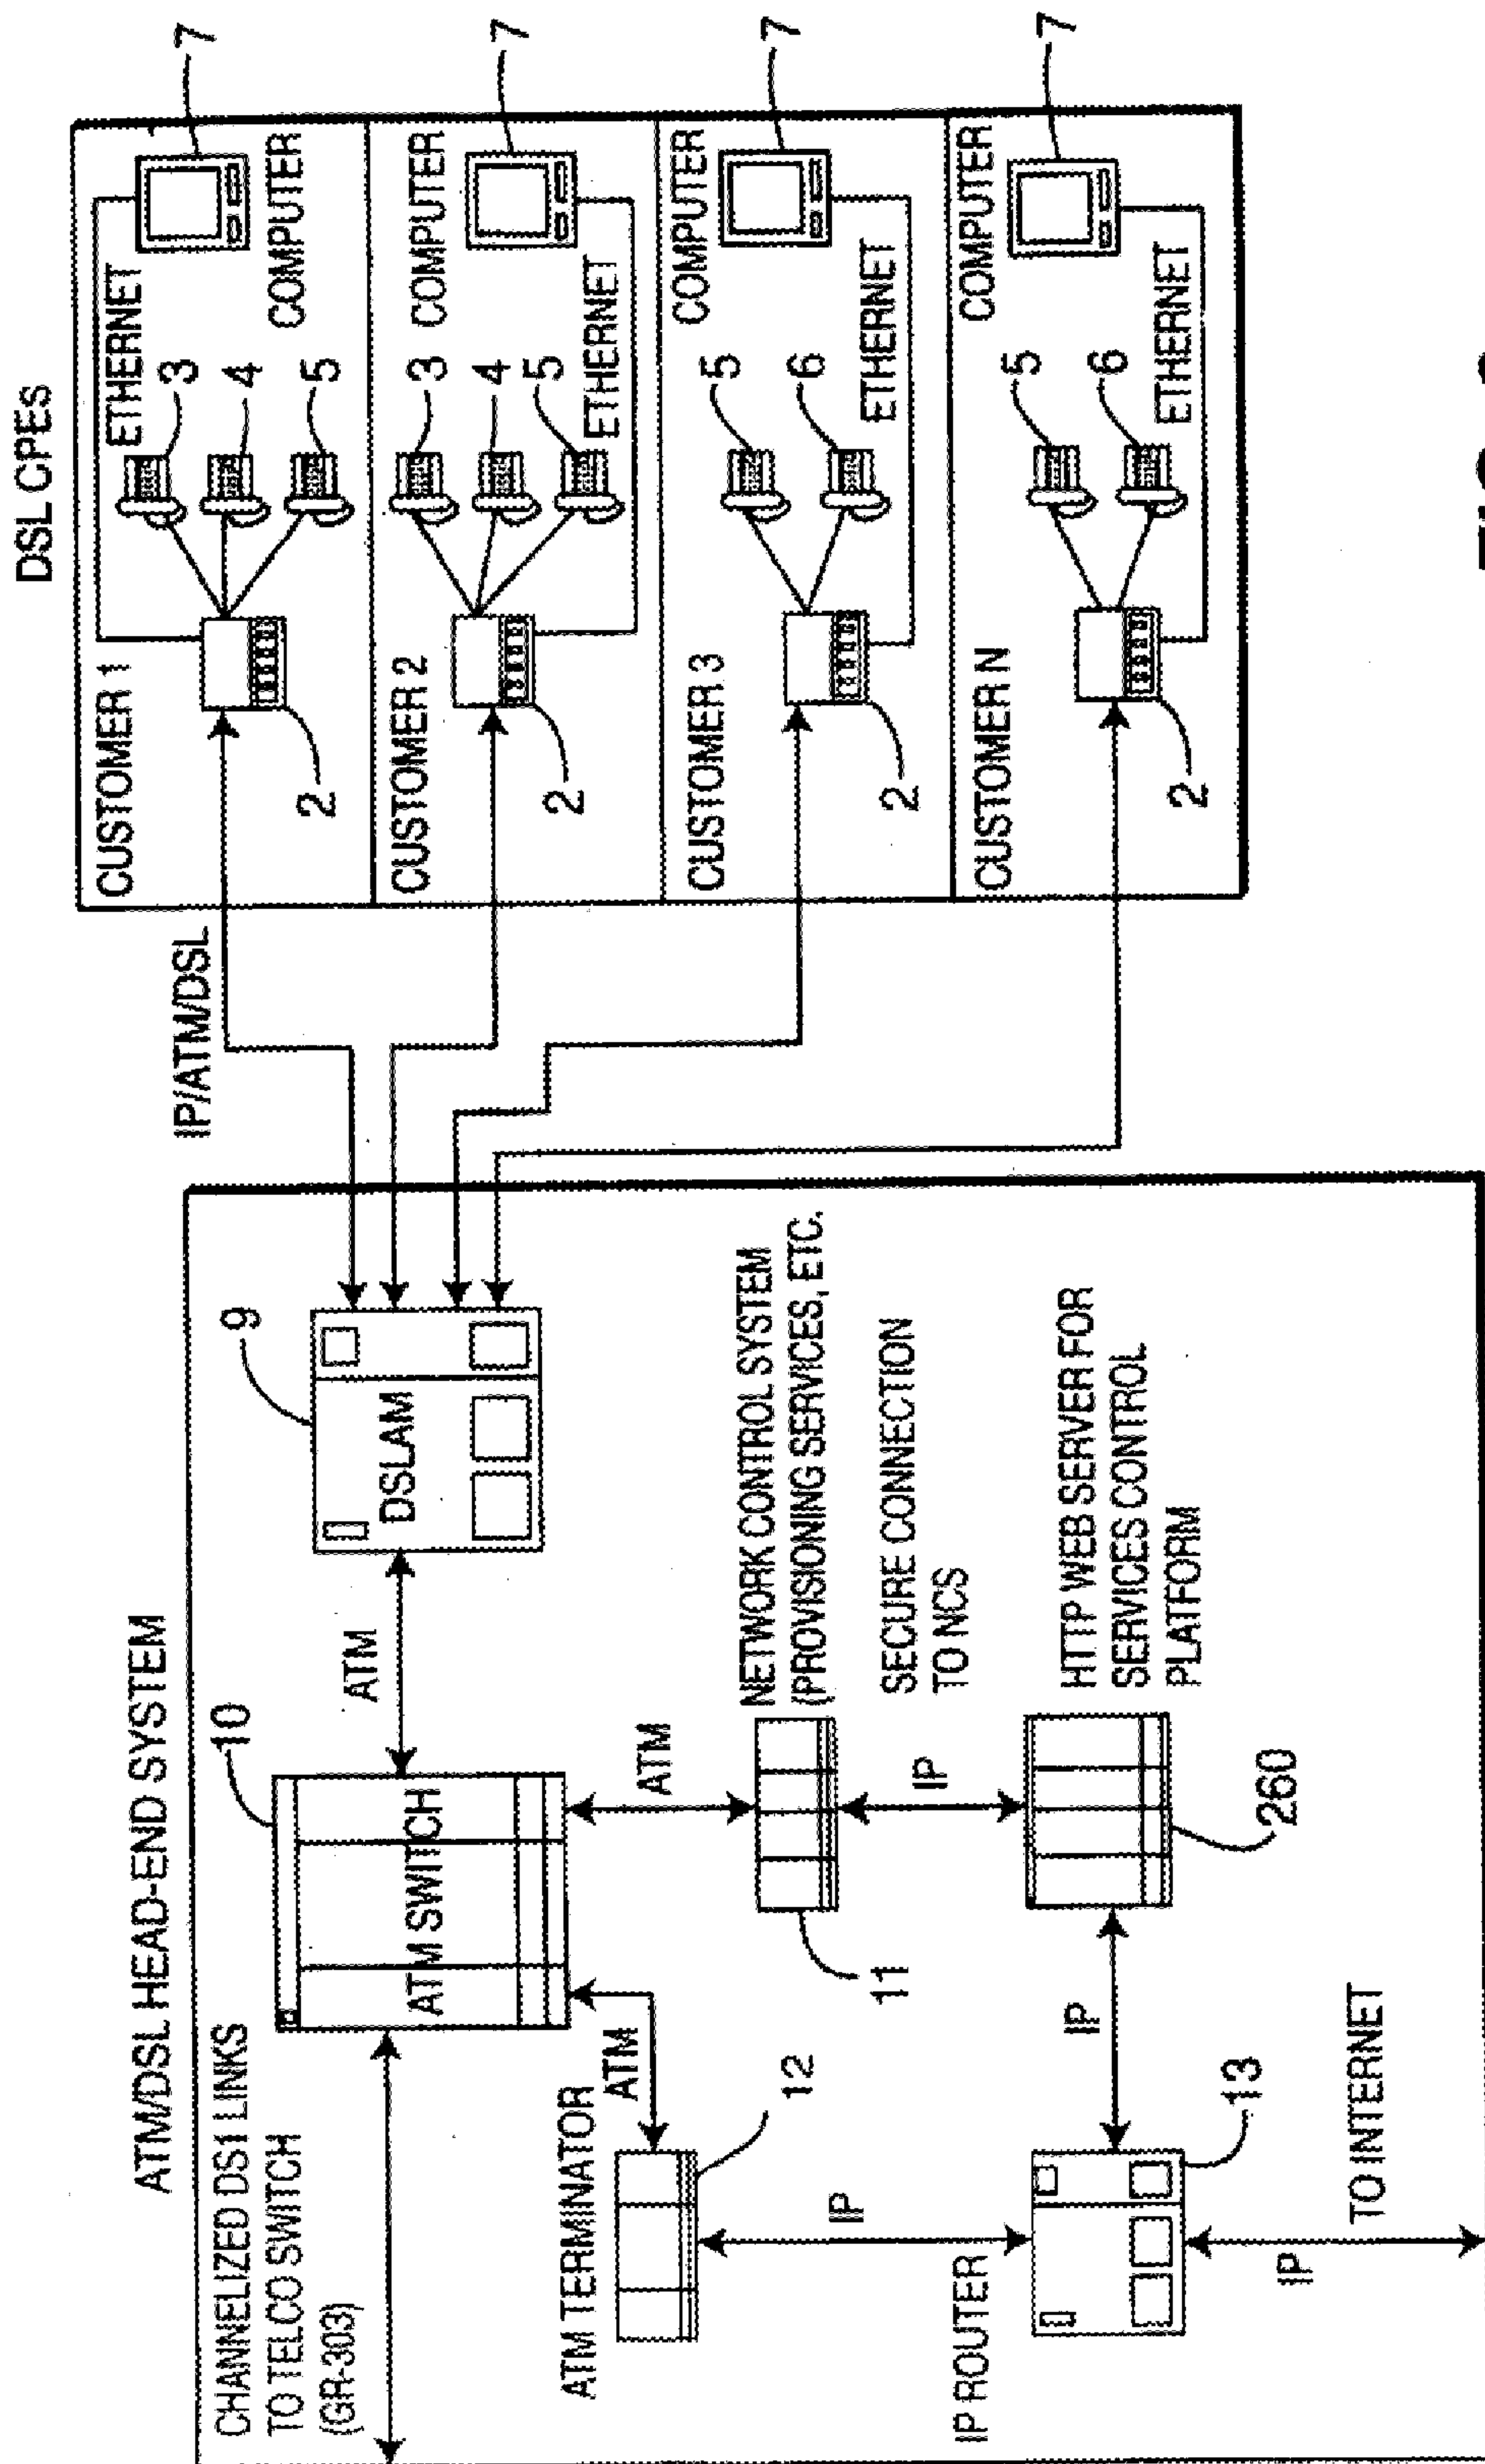 ATM/DSL HEAD-END SYSTEM
CHANNELIZED DS1 LINKS
TO TELCO SWITCH
(GR-303)
10
ATM SWITCH
ATM
9
DSLAM
ATM TERMINATOR
ATM
12
ATM
11
NETWORK CONTROL SYSTEM
(PROVISIONING SERVICES, ETC.
SECURE CONNECTION
TO NCS
IP
IP
HTTP WEB SERVER FOR
SERVICES CONTROL
PLATFORM
260
IP ROUTER
13
IP
IP
TO INTERNET
IP/ATM/DSL
DSL CPEs
CUSTOMER 1
2
ETHERNET
3
4
5
COMPUTER
7
CUSTOMER 2
2
3
4
5
ETHERNET
COMPUTER
7
CUSTOMER 3
2
5
6
ETHERNET
COMPUTER
7
CUSTOMER N
2
5
6
ETHERNET
COMPUTER
7